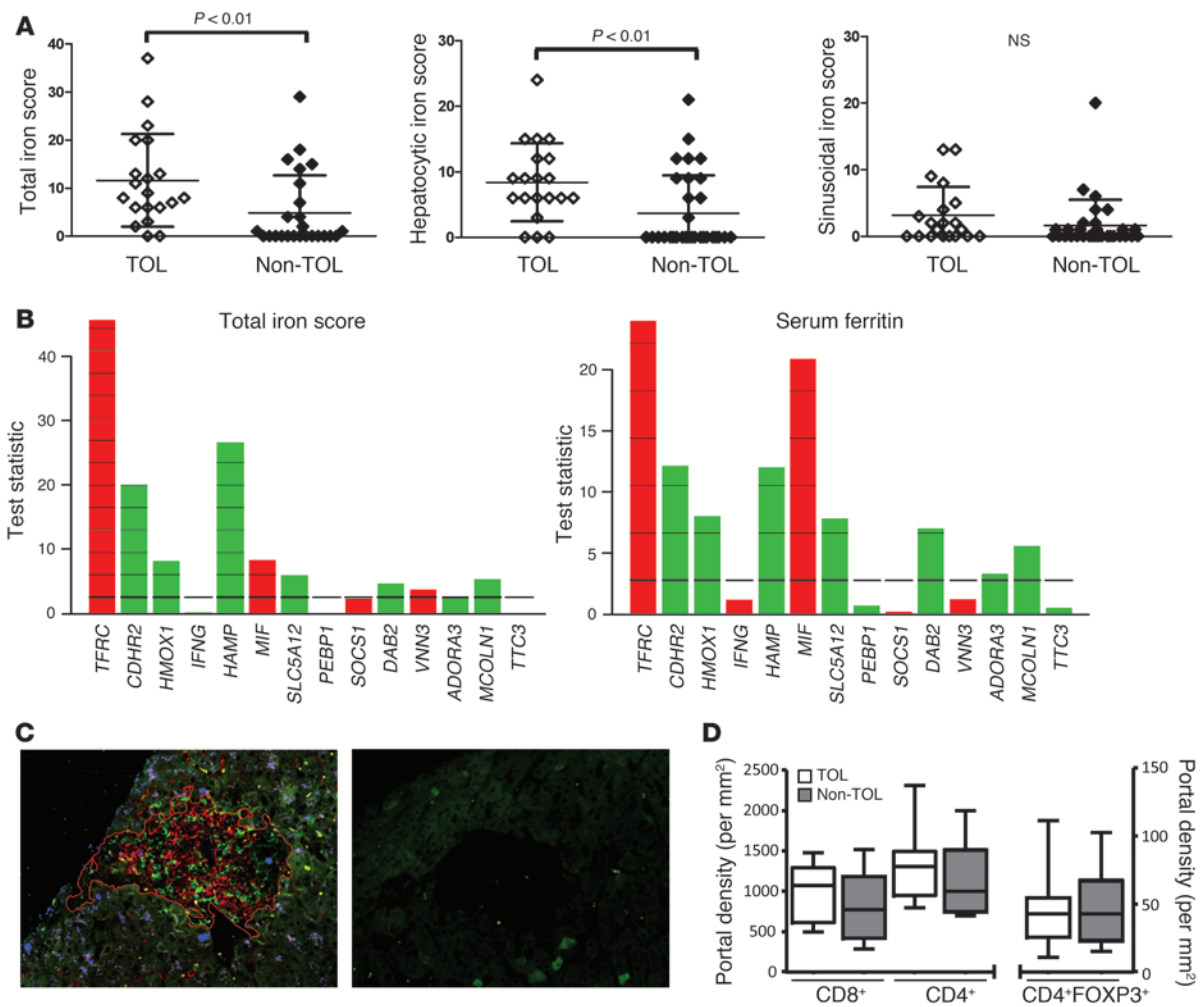 A
P < 0.01
Total iron score
40
30
20
10
0
TOL
Non-TOL
P < 0.01
Hepatocytic iron score
30
20
10
0
TOL
Non-TOL
NS
Sinusoidal iron score
30
20
10
0
TOL
Non-TOL
B
Total iron score
Test statistic
40
30
20
10
0
TFRC
CDHR2
HMOX1
IFNG
HAMP
MIF
SLC5A12
PEBP1
SOCS1
DAB2
VNN3
ADORA3
MCOLN1
TTC3
Serum ferritin
Test statistic
20
15
10
5
0
TFRC
CDHR2
HMOX1
IFNG
HAMP
MIF
SLC5A12
PEBP1
SOCS1
DAB2
VNN3
ADORA3
MCOLN1
TTC3
C
D
Portal density (per mm²)
2500
2000
1500
1000
500
0
TOL
Non-TOL
150
100
50
0
Portal density (per mm²)
CD8⁺
CD4⁺
CD4⁺FOXP3⁺